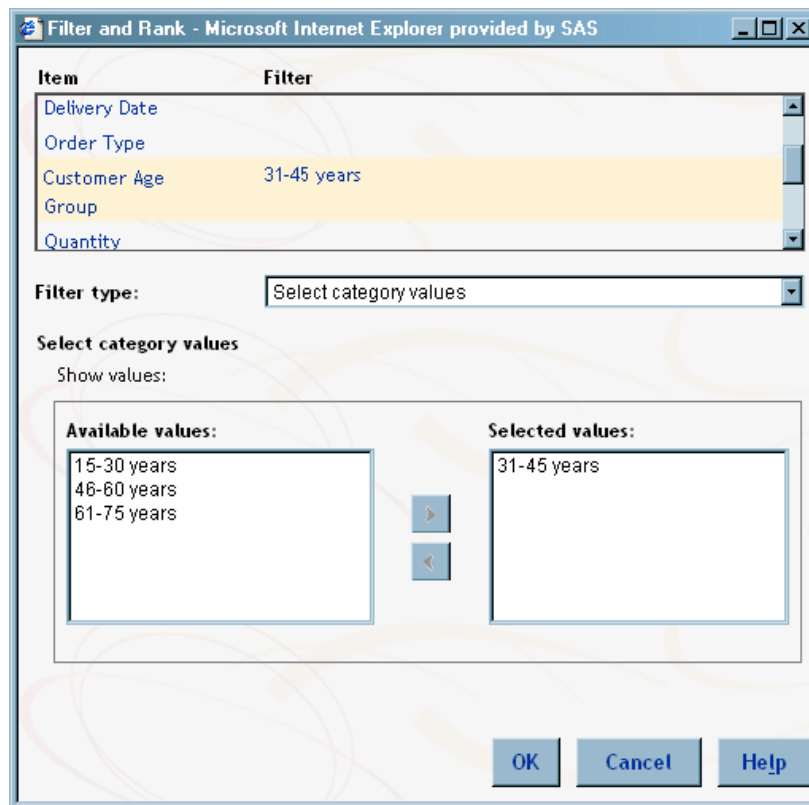 Filter and Rank - Microsoft Internet Explorer provided by SAS
Item Filter
Delivery Date
Order Type
Customer Age Group 31-45 years
Quantity
Filter type: Select category values
Select category values
Show values:
Available values:
15-30 years
46-60 years
61-75 years
Selected values:
31-45 years
OK Cancel Help